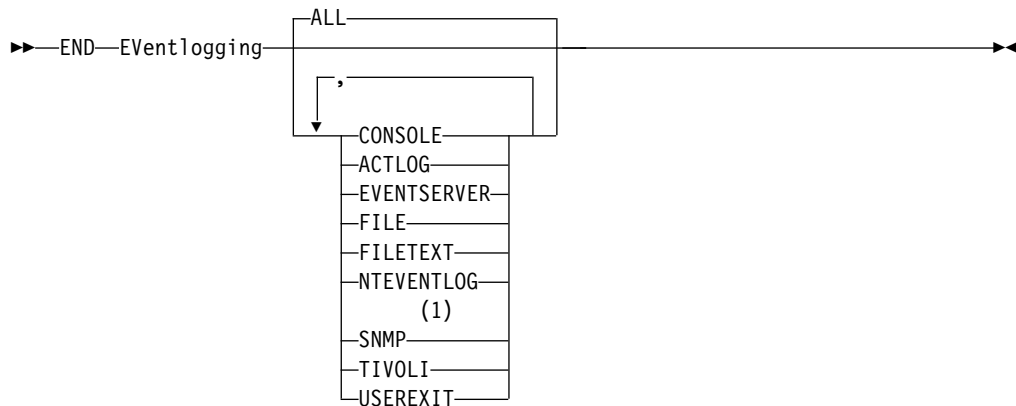 ALL
END EVentlogging
,
CONSOLE
ACTLOG
EVENTSERVER
FILE
FILETEXT
NTEVENTLOG
(1)
SNMP
TIVOLI
USEREXIT